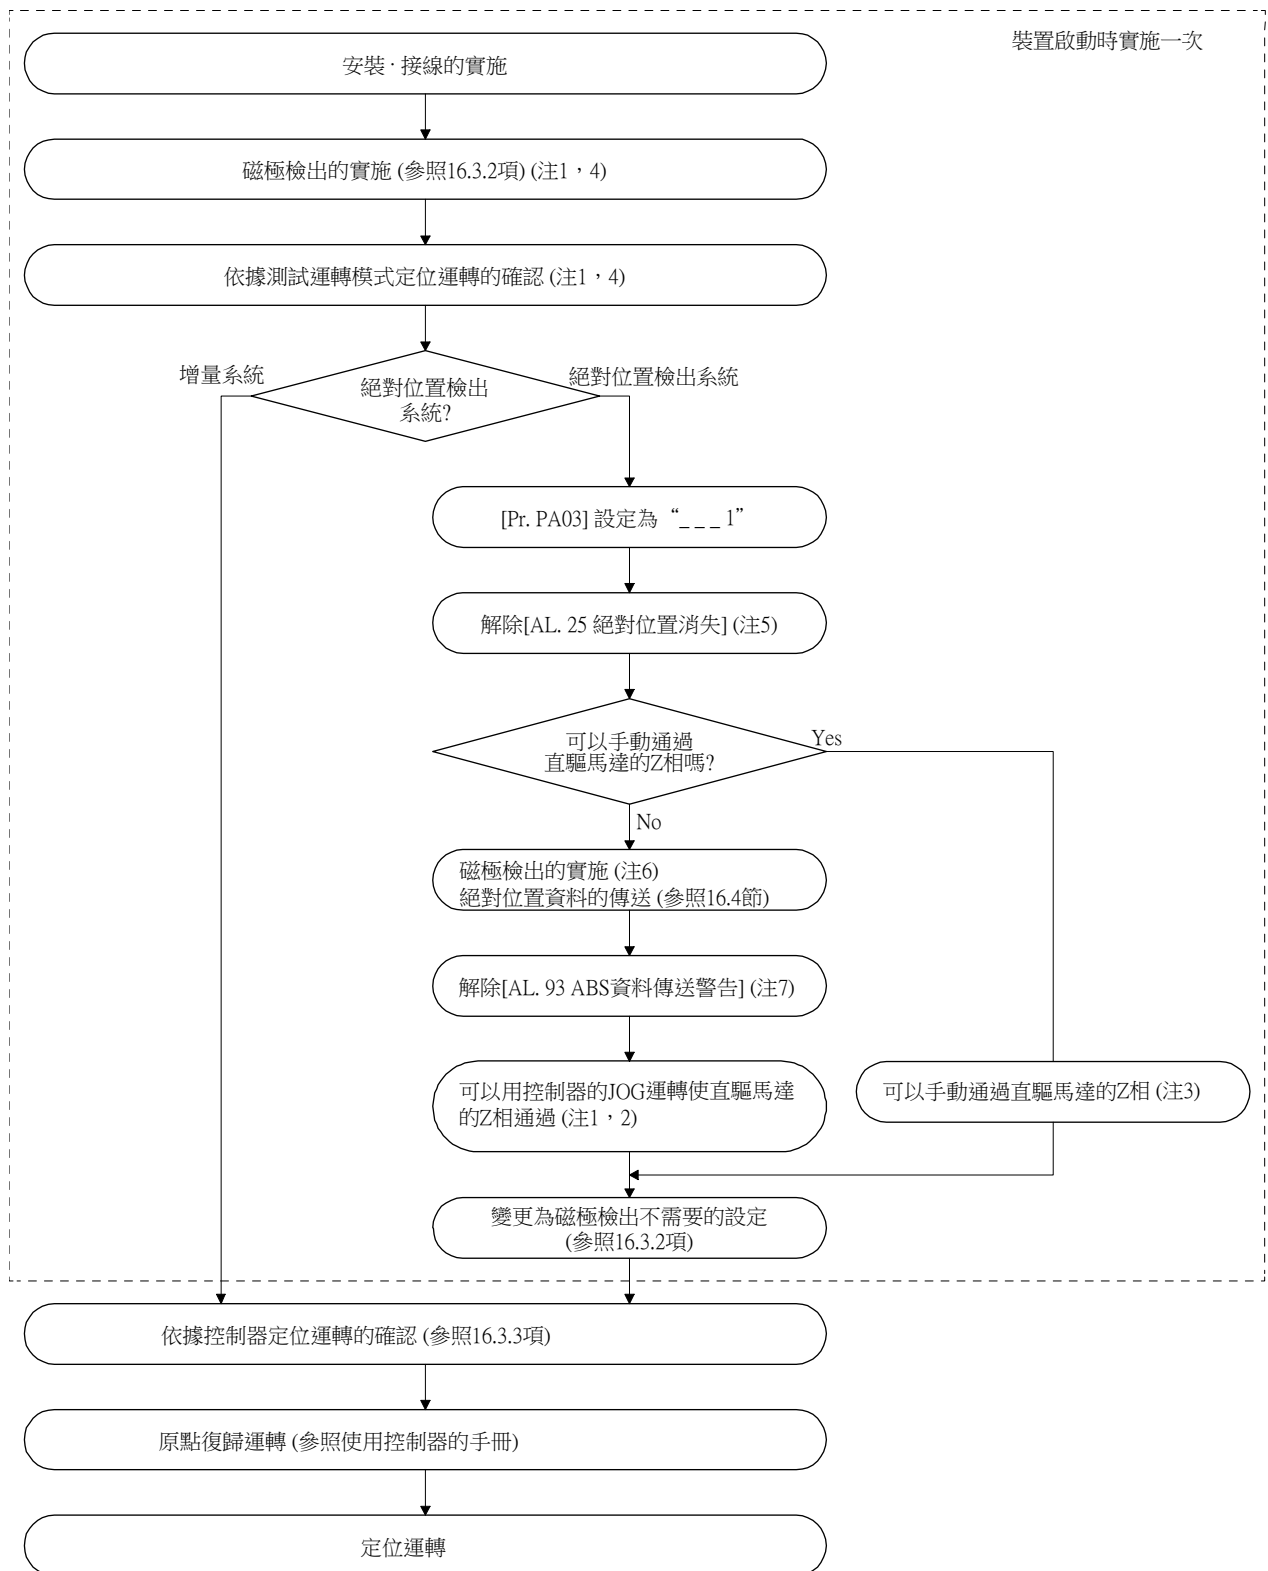 裝置啟動時實施一次
安裝 · 接線的實施
磁極檢出的實施 (參照16.3.2項) (注1，4)
依據測試運轉模式定位運轉的確認 (注1，4)
增量系統
絕對位置檢出系統
絕對位置檢出
系統?
[Pr. PA03] 設定為“_ _ _ 1”
解除[AL. 25 絕對位置消失] (注5)
可以手動通過
直驅馬達的Z相嗎?
Yes
No
磁極檢出的實施 (注6)
絕對位置資料的傳送 (參照16.4節)
解除[AL. 93 ABS資料傳送警告] (注7)
可以用控制器的JOG運轉使直驅馬達
的Z相通過 (注1，2)
可以手動通過直驅馬達的Z相 (注3)
變更為磁極檢出不需要的設定
(參照16.3.2項)
依據控制器定位運轉的確認 (參照16.3.3項)
原點復歸運轉 (參照使用控制器的手冊)
定位運轉